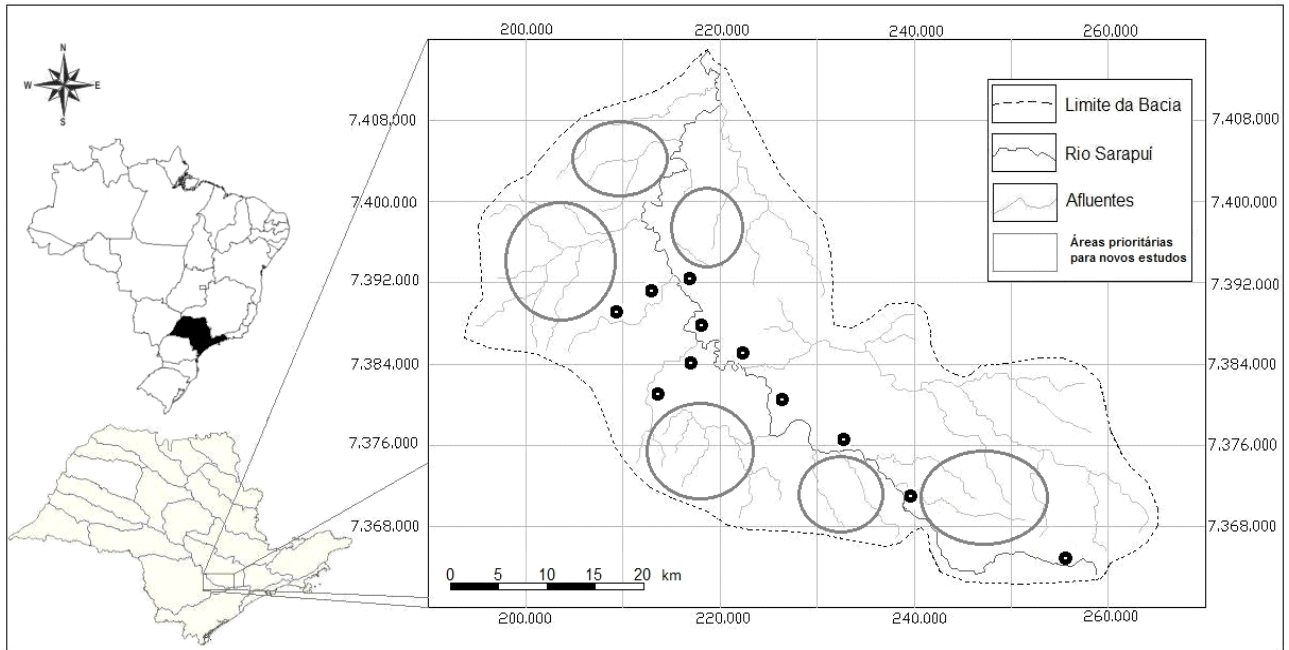 200.000 220.000 240.000 260.000
N
W E
S
7.408.000 7.408.000
7.400.000 7.400.000
7.392.000 7.392.000
7.384.000 7.384.000
7.376.000 7.376.000
7.368.000 7.368.000
Limite da Bacia
Rio Sarapuí
Afluentes
Áreas prioritárias
para novos estudos
0 5 10 15 20 km
200.000 220.000 240.000 260.000